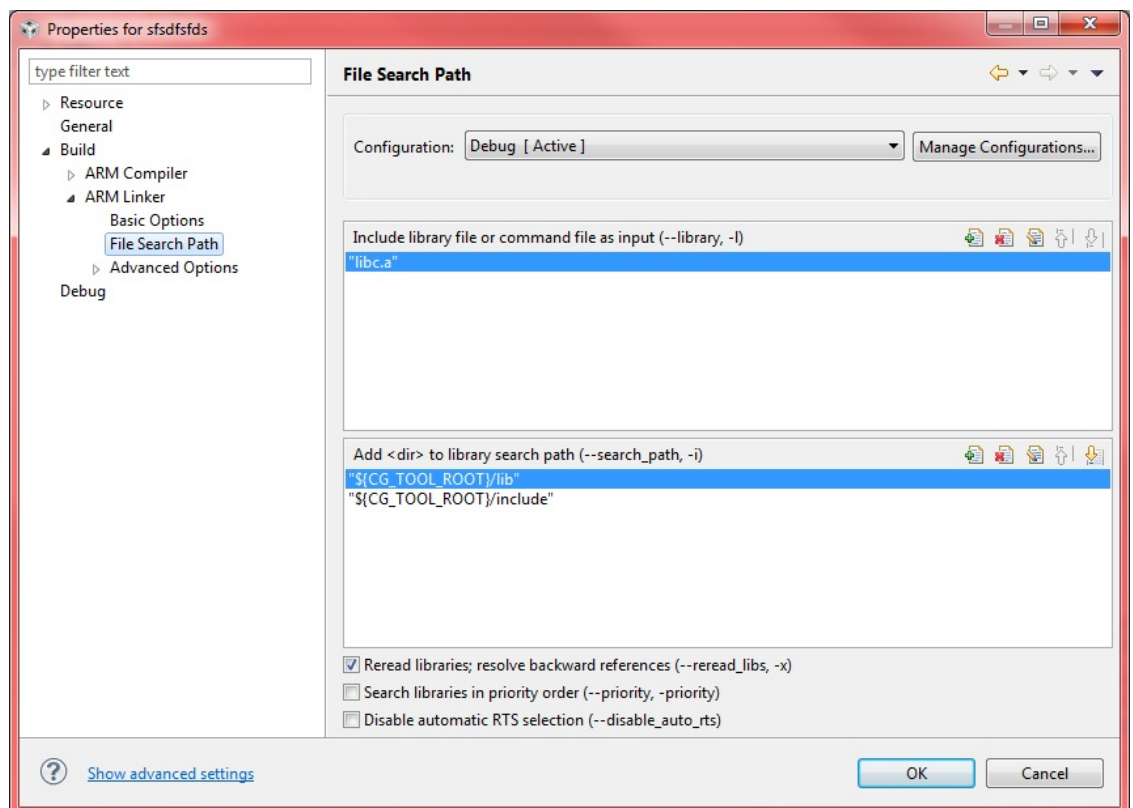 Properties for sfsdfsfds
type filter text
Resource
General
Build
ARM Compiler
ARM Linker
Basic Options
File Search Path
Advanced Options
Debug
File Search Path
Configuration: Debug [ Active ]
Manage Configurations...
Include library file or command file as input (--library, -l)
"libc.a"
Add <dir> to library search path (--search_path, -i)
"${CG_TOOL_ROOT}/lib"
"${CG_TOOL_ROOT}/include"
Reread libraries; resolve backward references (--reread_libs, -x)
Search libraries in priority order (--priority, -priority)
Disable automatic RTS selection (--disable_auto_rts)
Show advanced settings
OK
Cancel